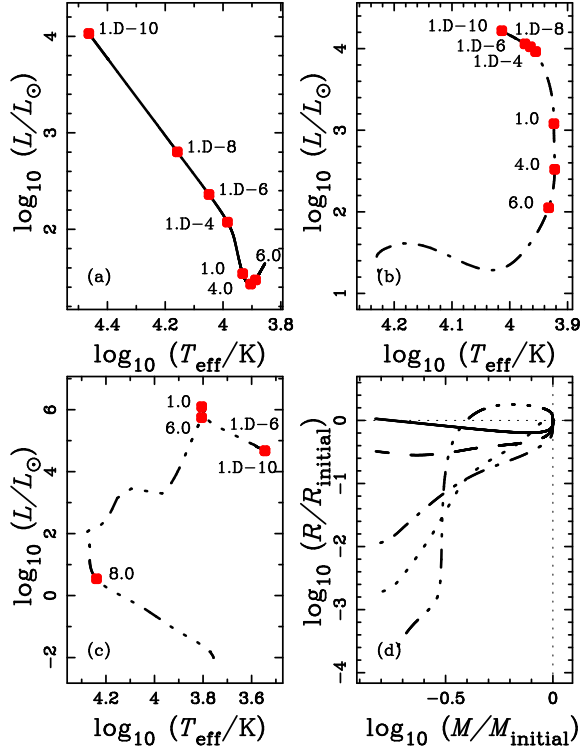 4
3
2
log10 (L/L⊙)
1.D−10
1.D−8
1.D−6
1.D−4
1.0
4.0
6.0
(a)
4.4 4.2 4 3.8
log10 (Teff/K)
4
3
2
1
log10 (L/L⊙)
1.D−10
1.D−8
1.D−6
1.D−4
1.0
4.0
6.0
(b)
4.2 4.1 4 3.9
log10 (Teff/K)
6
4
2
0
−2
log10 (L/L⊙)
1.0
6.0
1.D−6
1.D−10
8.0
(c)
4.2 4 3.8 3.6
log10 (Teff/K)
0
−1
−2
−3
−4
log10 (R/Rinitial)
(d)
−0.5 0
log10 (M/Minitial)